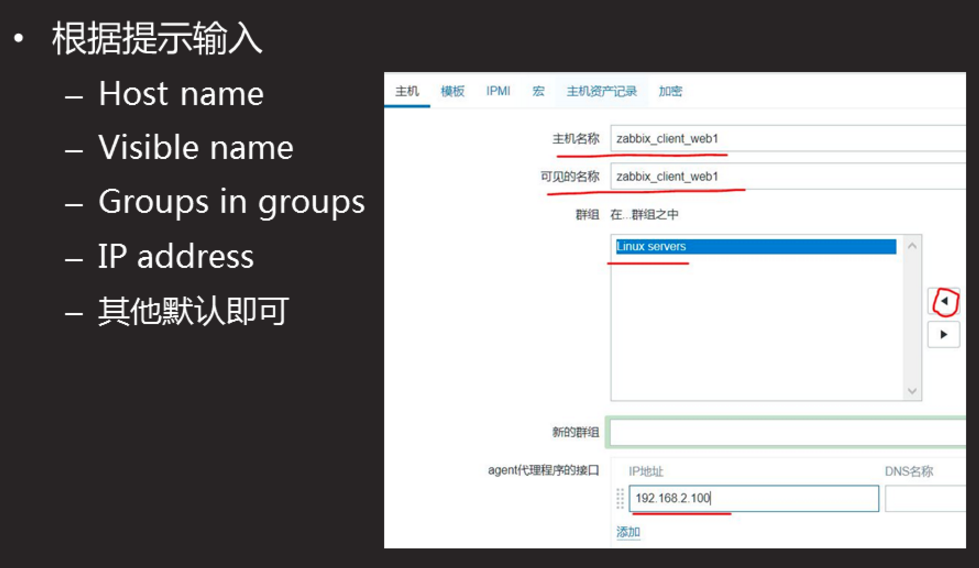 • 根据提示输入
– Host name
– Visible name
– Groups in groups
– IP address
– 其他默认即可
主机 模板 IPMI 宏 主机资产记录 加密
主机名称 zabbix_client_web1
可见的名称 zabbix_client_web1
群组 在...群组之中
Linux servers
新的群组
agent代理程序的接口 IP地址 DNS名称
192.168.2.100
添加